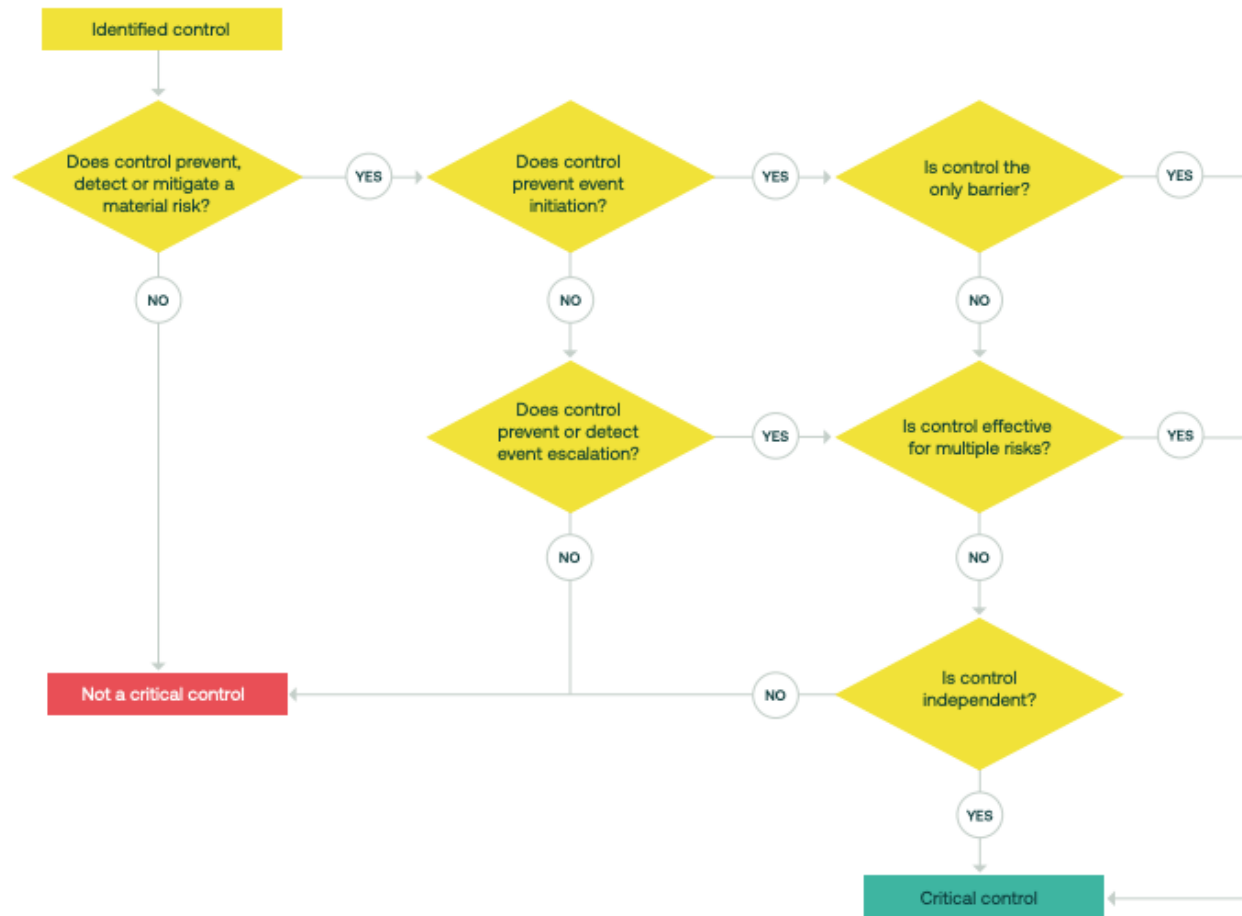 Identified control
Does control prevent,
detect or mitigate a
material risk?
YES
Does control
prevent event
initiation?
YES
Is control the
only barrier?
YES
NO
NO
NO
Does control
prevent or detect
event escalation?
YES
Is control effective
for multiple risks?
YES
NO
NO
Not a critical control
NO
Is control
independent?
YES
Critical control